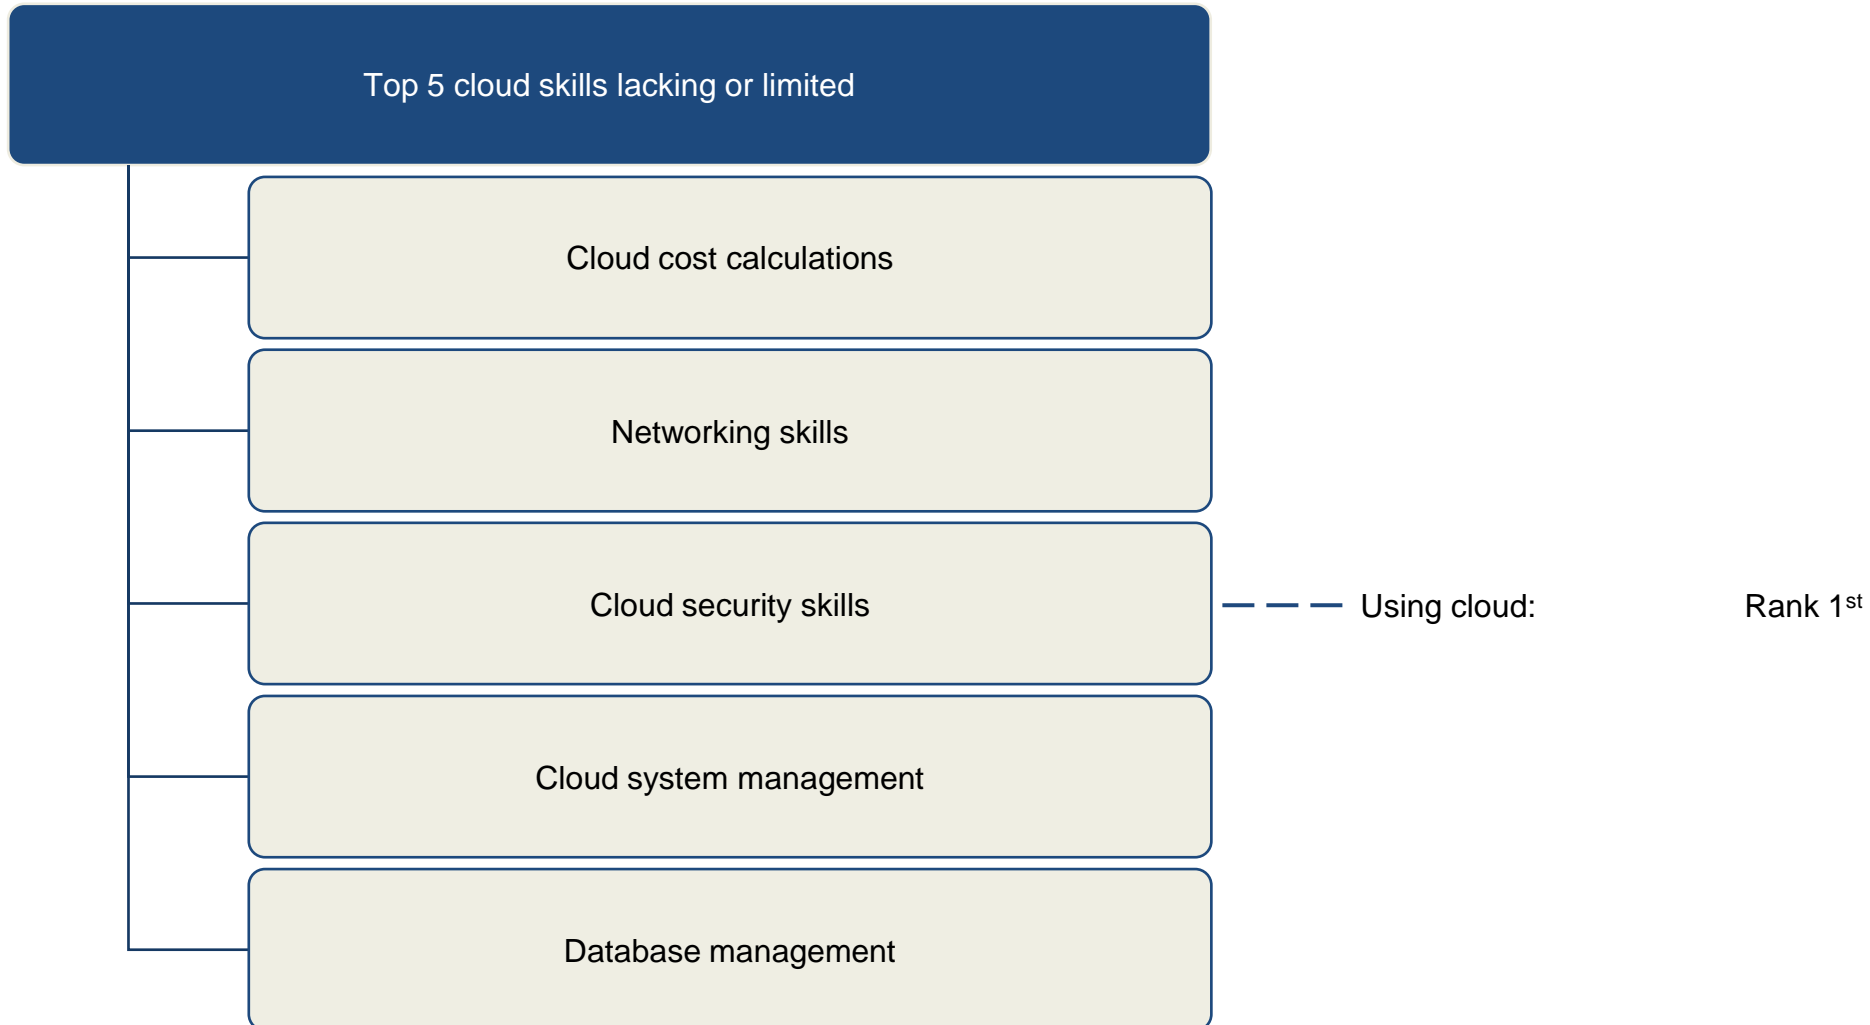 Top 5 cloud skills lacking or limited
Cloud cost calculations
Networking skills
Cloud security skills
Using cloud: Rank 1st
Cloud system management
Database management